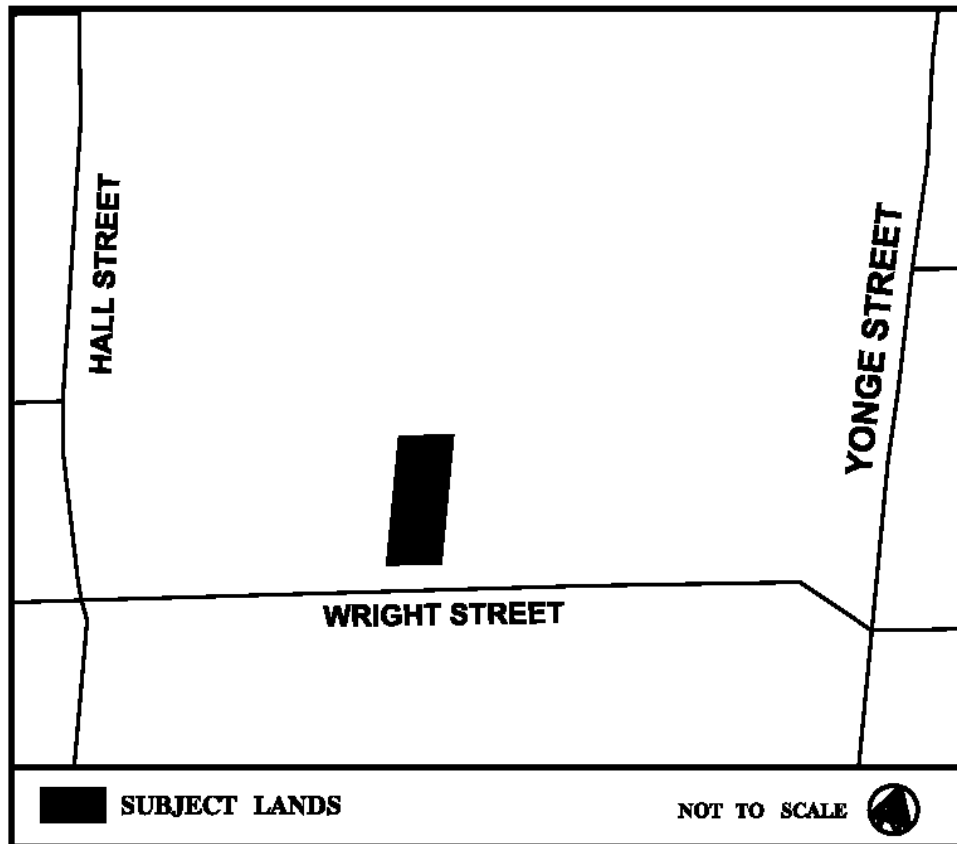 HALL STREET
YONGE STREET
WRIGHT STREET
SUBJECT LANDS
NOT TO SCALE